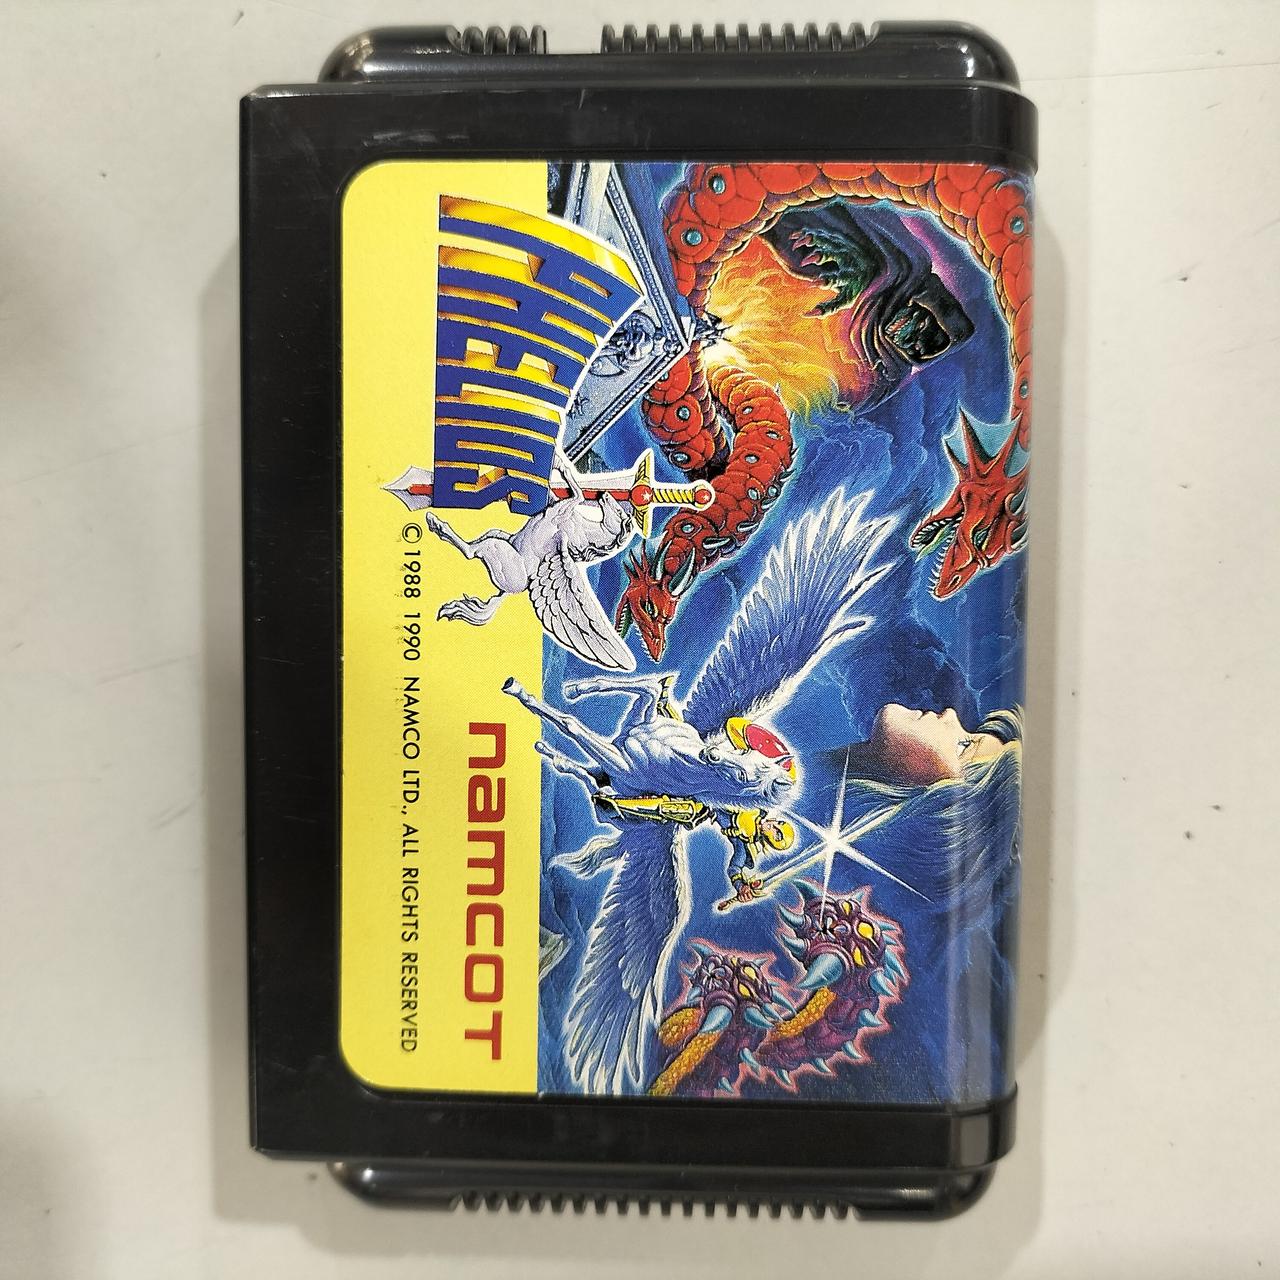 PHELIOS
namcot
©1988 1990 NAMCO LTD., ALL RIGHTS RESERVED